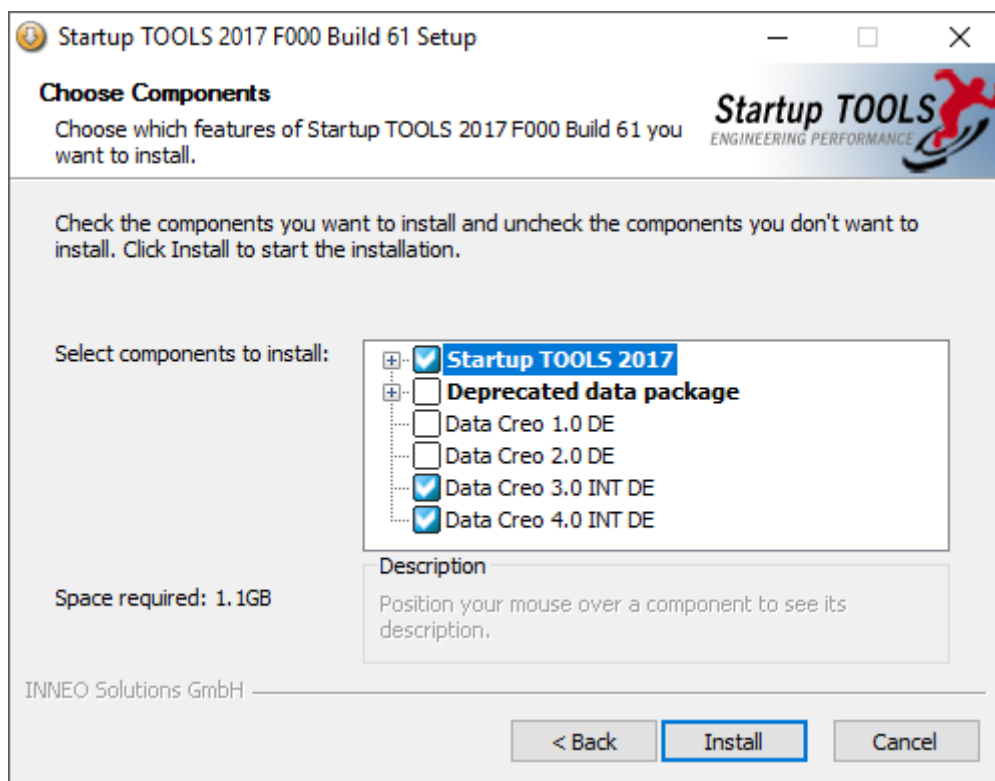 Startup TOOLS 2017 F000 Build 61 Setup
Choose Components
Choose which features of Startup TOOLS 2017 F000 Build 61 you
want to install.
Startup TOOLS
ENGINEERING PERFORMANCE
Check the components you want to install and uncheck the components you don't want to
install. Click Install to start the installation.
Select components to install:
Startup TOOLS 2017
Deprecated data package
Data Creo 1.0 DE
Data Creo 2.0 DE
Data Creo 3.0 INT DE
Data Creo 4.0 INT DE
Space required: 1.1GB
Description
Position your mouse over a component to see its
description.
INNEO Solutions GmbH
< Back
Install
Cancel